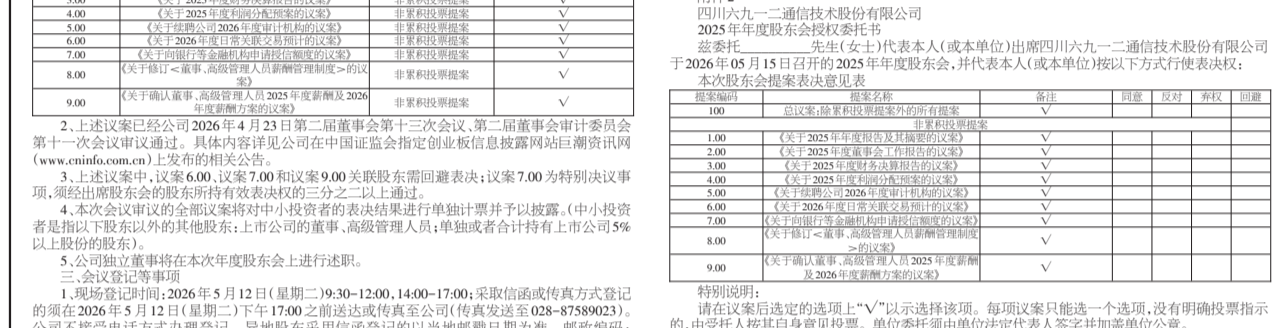 4.00 《关于2025年度利润分配预案的议案》 非累积投票提案 √
5.00 《关于续聘公司2026年度审计机构的议案》 非累积投票提案 √
6.00 《关于2026年度日常关联交易预计的议案》 非累积投票提案 √
7.00 《关于向银行等金融机构申请授信额度的议案》 非累积投票提案 √
8.00 《关于修订<董事、高级管理人员薪酬管理制度>的议案》 非累积投票提案 √
9.00 《关于确认董事、高级管理人员2025年度薪酬及2026年度薪酬方案的议案》 非累积投票提案 √
2、上述议案已经公司2026年4月23日第二届董事会第十三次会议、第二届董事会审计委员会
第十一次会议审议通过。具体内容详见公司在中国证监会指定创业板信息披露网站巨潮资讯网
(www.cninfo.com.cn)上发布的相关公告。
3、上述议案中,议案6.00、议案7.00和议案9.00关联股东需回避表决;议案7.00为特别决议事
项,须经出席股东会的股东所持有效表决权的三分之二以上通过。
4、本次会议审议的全部议案将对中小投资者的表决结果进行单独计票并予以披露。(中小投资
者是指以下股东以外的其他股东:上市公司的董事、高级管理人员;单独或者合计持有上市公司5%
以上股份的股东)。
5、公司独立董事将在本次年度股东会上进行述职。
三、会议登记等事项
1、现场登记时间:2026年5月12日(星期二)9:30-12:00,14:00-17:00;采取信函或传真方式登记
的须在2026年5月12日(星期二)下午17:00之前送达或传真至公司(传真发送至028-87589023)。
四川六九一二通信技术股份有限公司
2025年年度股东会授权委托书
兹委托________先生(女士)代表本人(或本单位)出席四川六九一二通信技术股份有限公司
于2026年05月15日召开的2025年年度股东会,并代表本人(或本单位)按以下方式行使表决权:
本次股东会提案表决意见表
提案编码 提案名称 备注 同意 反对 弃权 回避
100 总议案:除累积投票提案外的所有提案 √
非累积投票提案
1.00 《关于2025年年度报告及其摘要的议案》 √
2.00 《关于2025年度董事会工作报告的议案》 √
3.00 《关于2025年度财务决算报告的议案》 √
4.00 《关于2025年度利润分配预案的议案》 √
5.00 《关于续聘公司2026年度审计机构的议案》 √
6.00 《关于2026年度日常关联交易预计的议案》 √
7.00 《关于向银行等金融机构申请授信额度的议案》 √
8.00 《关于修订<董事、高级管理人员薪酬管理制度>的议案》 √
9.00 《关于确认董事、高级管理人员2025年度薪酬及2026年度薪酬方案的议案》 √
特别说明:
请在议案后选定的选项上“√”以示选择该项。每项议案只能选一个选项,没有明确投票指示